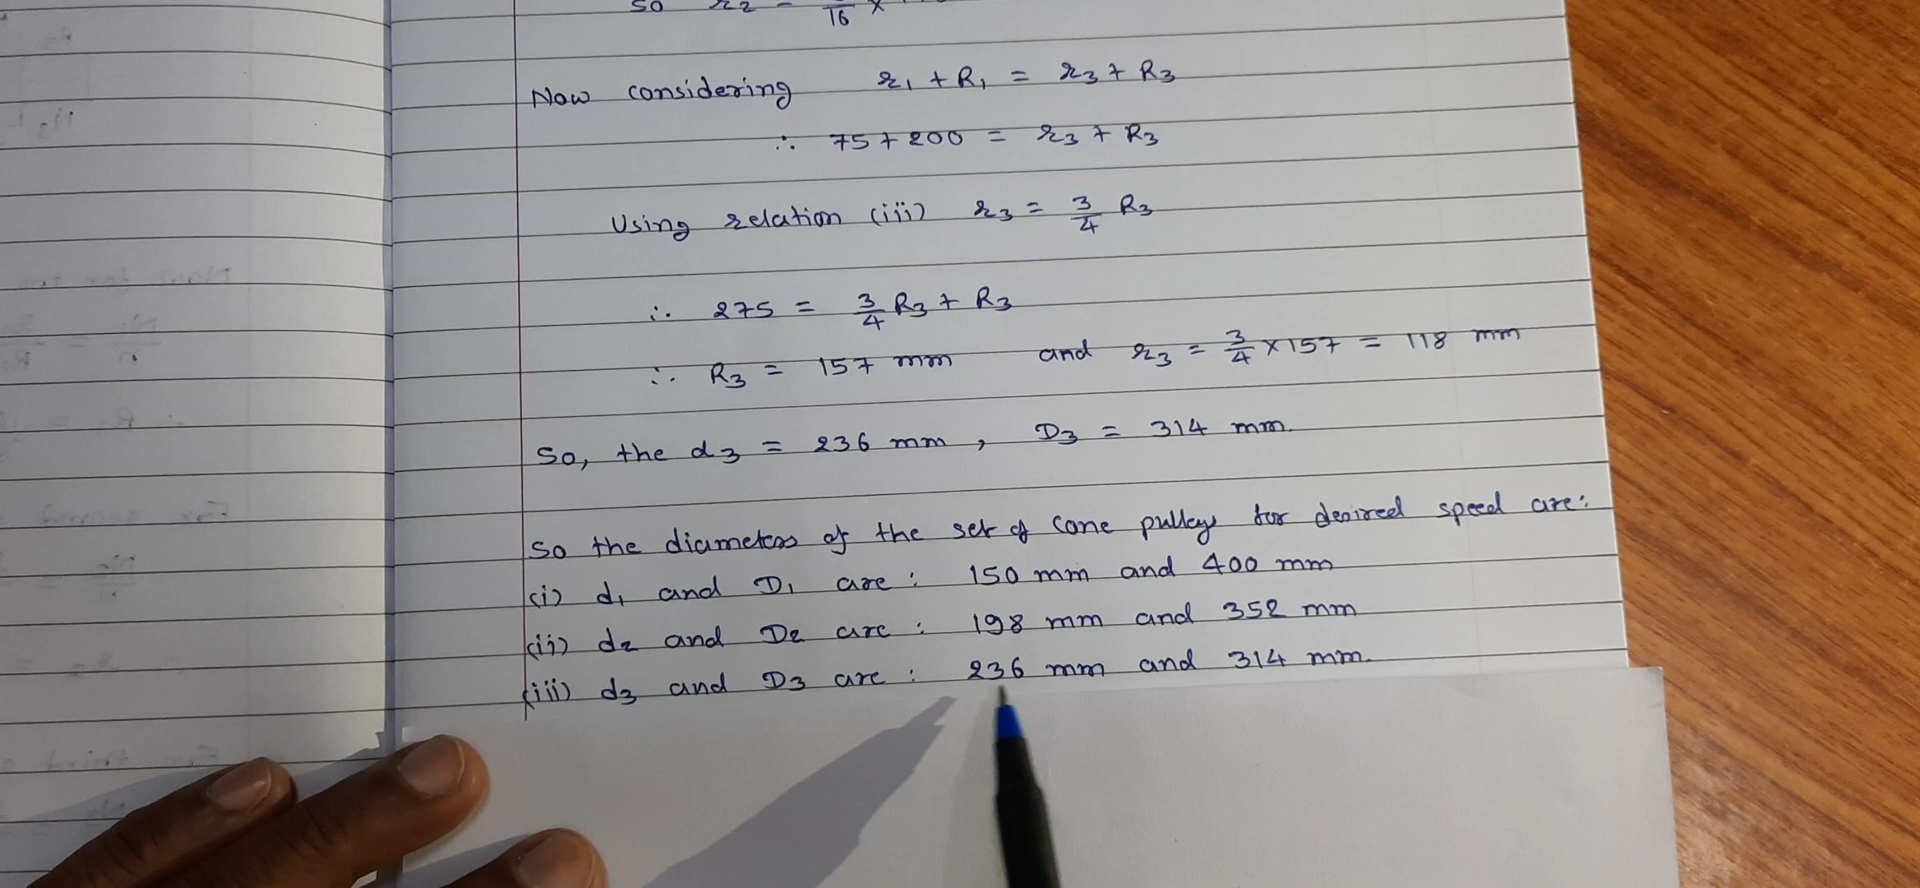 so r2 = /16 ×
Now considering r1 + R1 = r3 + R3
∴ 75 + 200 = r3 + R3
Using relation (iii) r3 = 3/4 R3
∴ 275 = 3/4 R3 + R3
∴ R3 = 157 mm and r3 = 3/4 × 157 = 118 mm
So, the d3 = 236 mm, D3 = 314 mm.
So the diameters of the set of cone pulleys for desired speed are:
(i) d1 and D1 are : 150 mm and 400 mm
(ii) d2 and D2 are : 198 mm and 352 mm
(iii) d3 and D3 are : 236 mm and 314 mm.